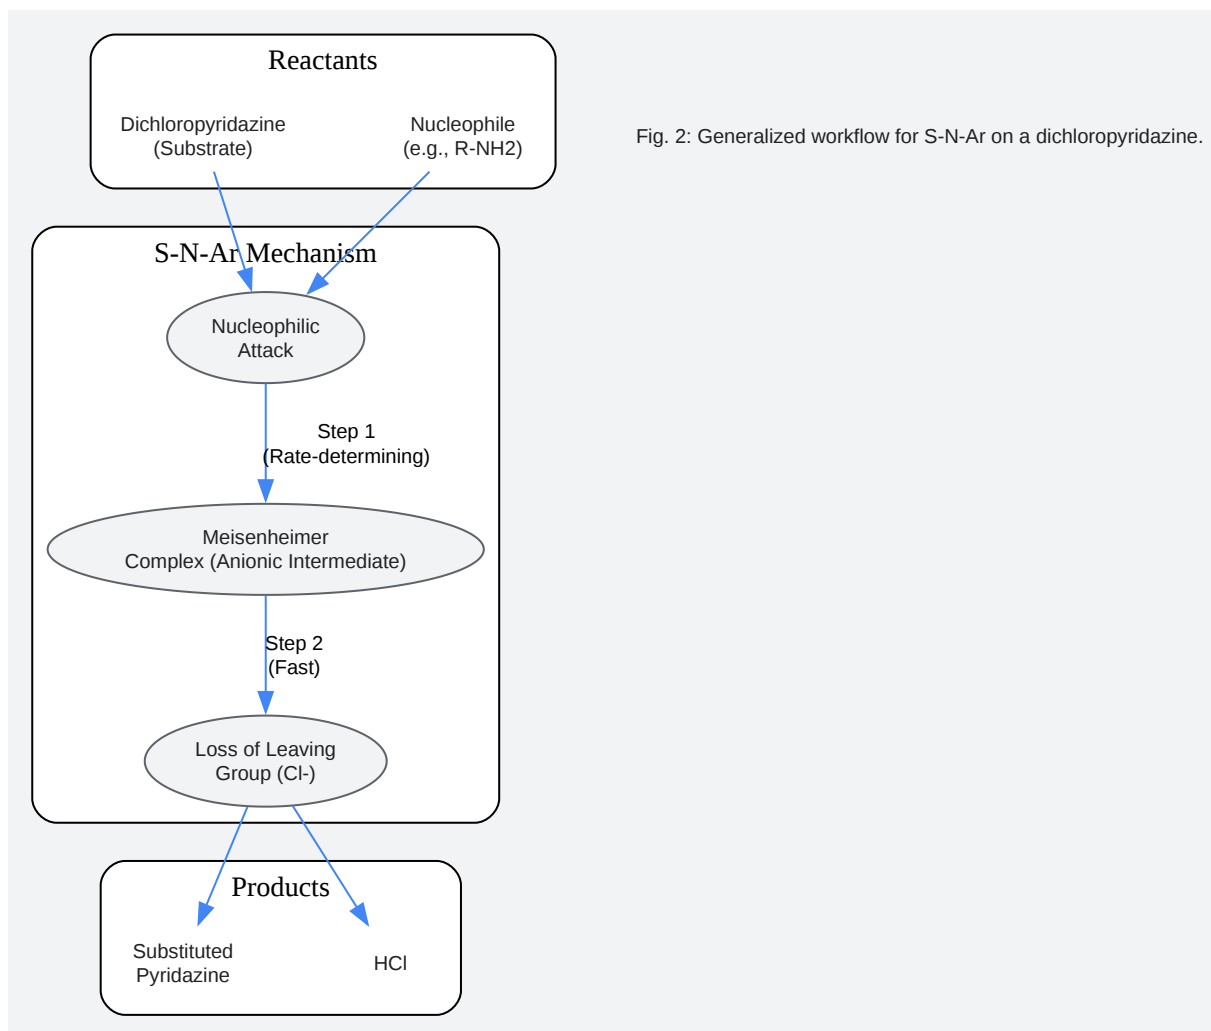 Reactants
Dichloropyridazine
(Substrate)
Nucleophile
(e.g., R-NH2)
Fig. 2: Generalized workflow for S-N-Ar on a dichloropyridazine.
S-N-Ar Mechanism
Nucleophilic
Attack
Step 1
(Rate-determining)
Meisenheimer
Complex (Anionic Intermediate)
Step 2
(Fast)
Loss of Leaving
Group (Cl-)
Products
Substituted
Pyridazine
HCl